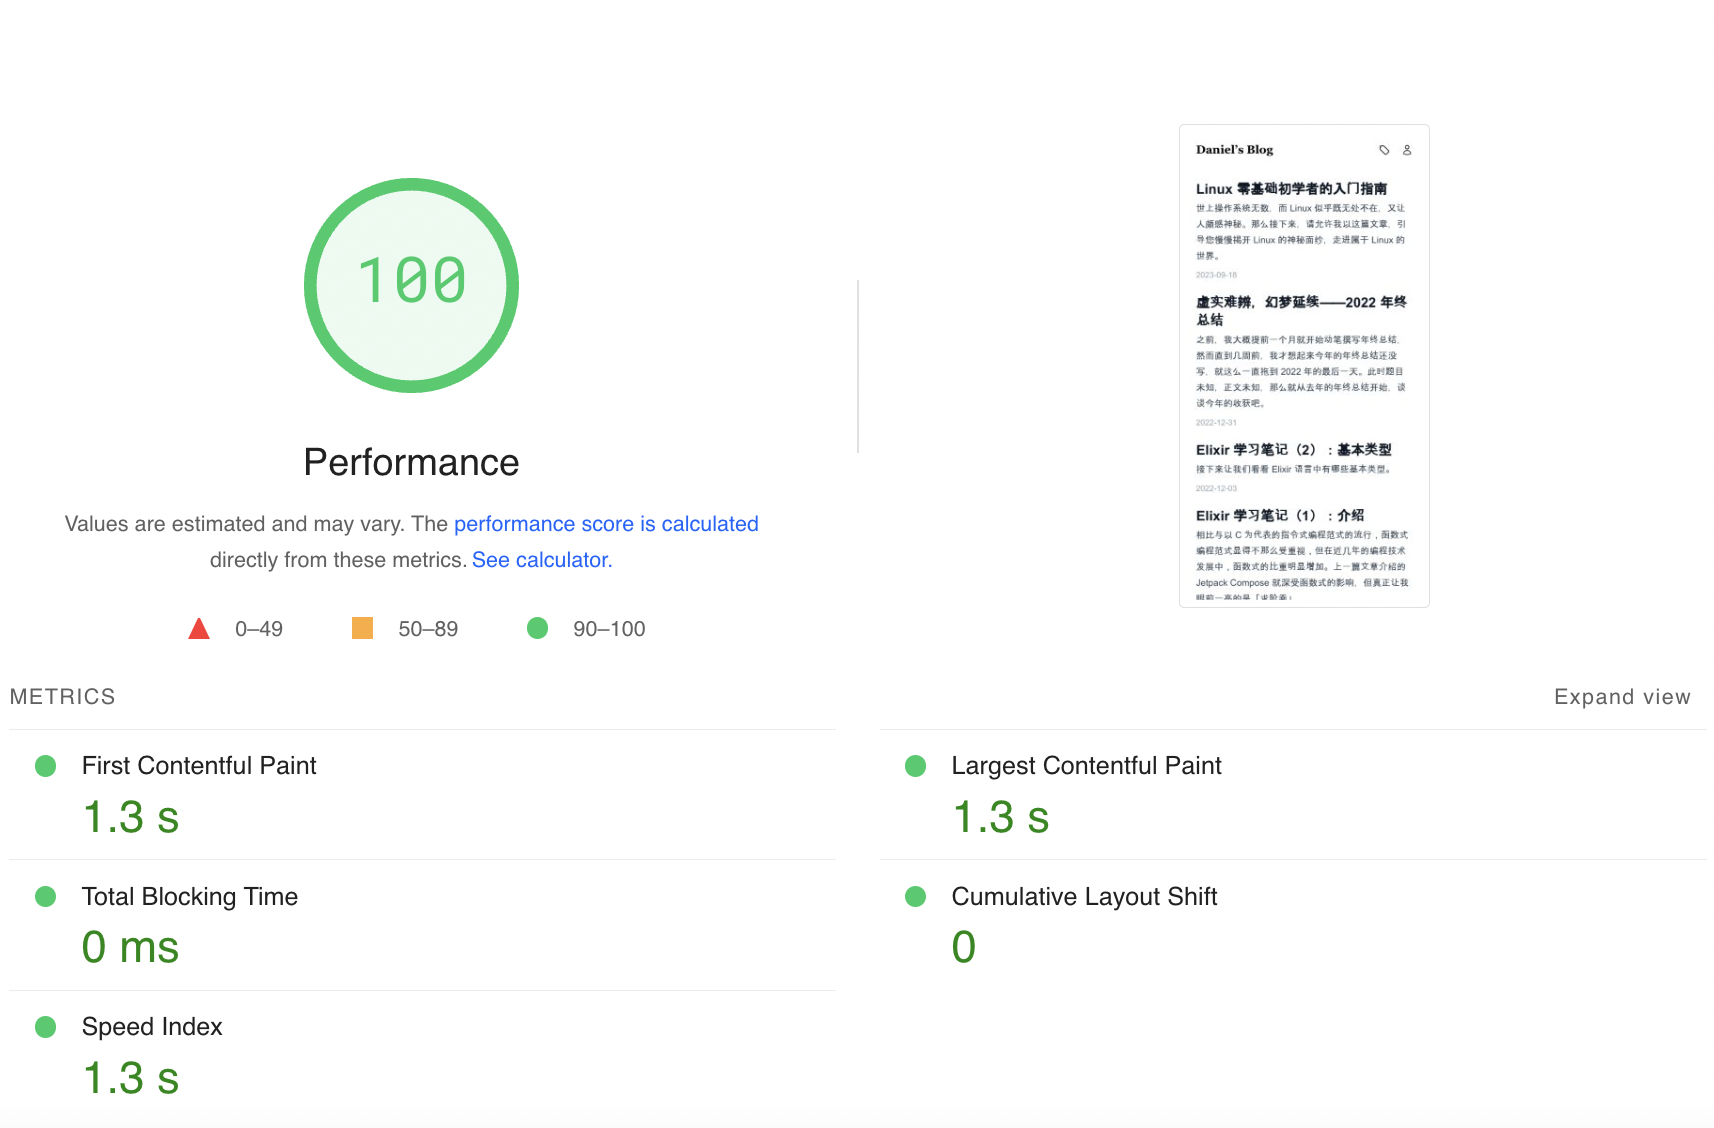 100
Performance
Values are estimated and may vary. The performance score is calculated
directly from these metrics. See calculator.
0–49
50–89
90–100
Daniel's Blog
Linux 零基础初学者的入门指南
世上操作系统无数，而 Linux 似乎既无处不在，又让
人颇感神秘。那么接下来，请允许我以这篇文章，引
导您慢慢揭开 Linux 的神秘面纱，走进属于 Linux 的
世界。
2023-09-18
虚实难辨，幻梦延续——2022 年终
总结
之前，我大概提前一个月就开始动笔撰写年终总结，
然而直到几周前，我才想起来今年的年终总结还没
写，就这么一直拖到 2022 年的最后一天。此时题目
未知，正文未知，那么就从去年的年终总结开始，谈
谈今年的收获吧。
2022-12-31
Elixir 学习笔记（2）：基本类型
接下来让我们看看 Elixir 语言中有哪些基本类型。
2022-12-03
Elixir 学习笔记（1）：介绍
相比与以 C 为代表的指令式编程范式的流行，函数式
编程范式显得不那么受重视，但在近几年的编程技术
发展中，函数式的比重明显增加。上一篇文章介绍的
Jetpack Compose 就深受函数式的影响，但真正让我
眼前一亮的是「
METRICS
Expand view
First Contentful Paint
1.3 s
Largest Contentful Paint
1.3 s
Total Blocking Time
0 ms
Cumulative Layout Shift
0
Speed Index
1.3 s